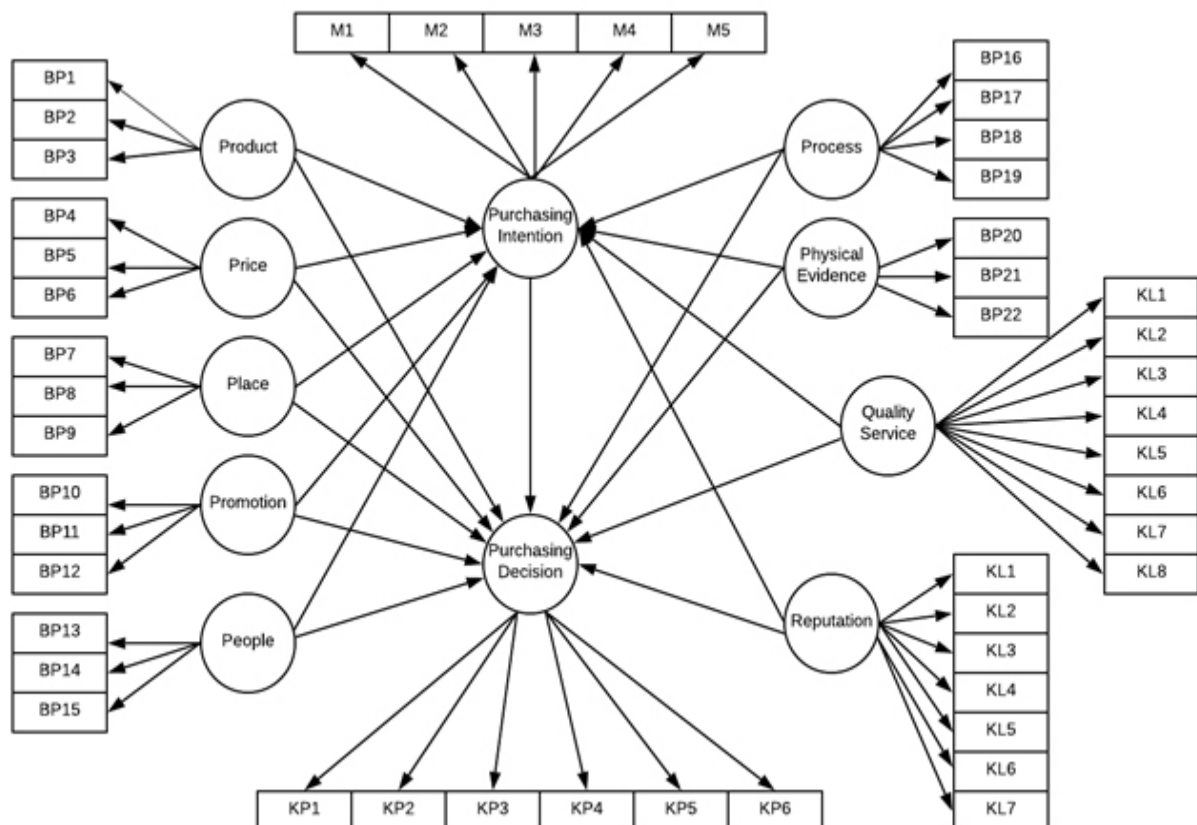 M1 M2 M3 M4 M5
BP1
BP2
BP3
Product
BP4
BP5
BP6
Price
BP7
BP8
BP9
Place
BP10
BP11
BP12
Promotion
BP13
BP14
BP15
People
Purchasing
Intention
Purchasing
Decision
KP1 KP2 KP3 KP4 KP5 KP6
Process
BP16
BP17
BP18
BP19
Physical
Evidence
BP20
BP21
BP22
Quality
Service
KL1
KL2
KL3
KL4
KL5
KL6
KL7
KL8
Reputation
KL1
KL2
KL3
KL4
KL5
KL6
KL7